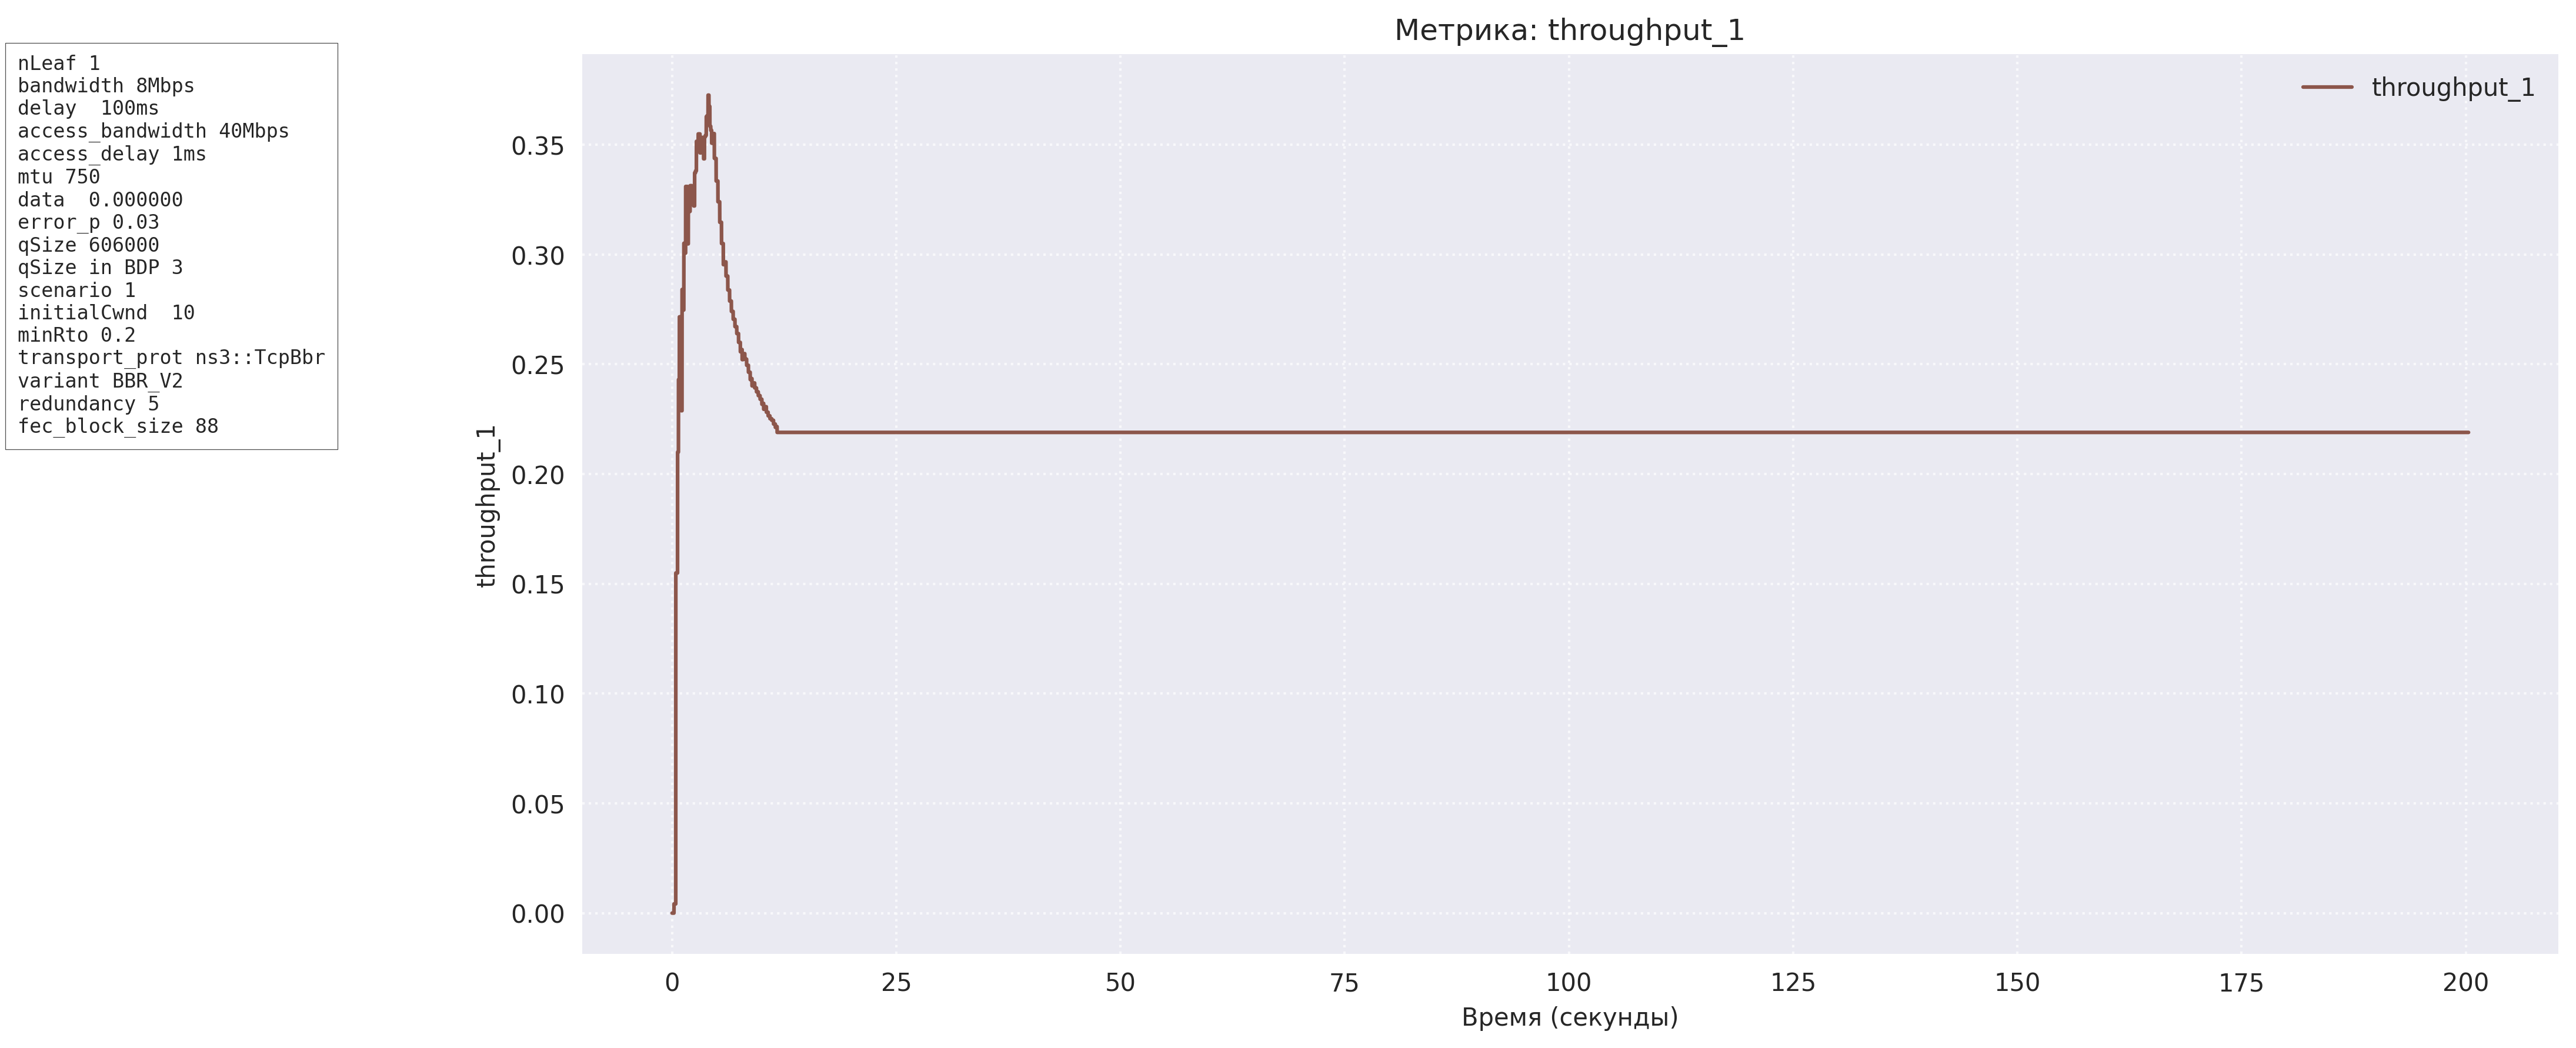 Метрика: throughput_1
nLeaf 1
bandwidth 8Mbps
delay  100ms
access_bandwidth 40Mbps
access_delay 1ms
mtu 750
data  0.000000
error_p 0.03
qSize 606000
qSize in BDP 3
scenario 1
initialCwnd  10
minRto 0.2
transport_prot ns3::TcpBbr
variant BBR_V2
redundancy 5
fec_block_size 88
throughput_1
throughput_1
0.35
0.30
0.25
0.20
0.15
0.10
0.05
0.00
0 25 50 75 100 125 150 175 200
Время (секунды)